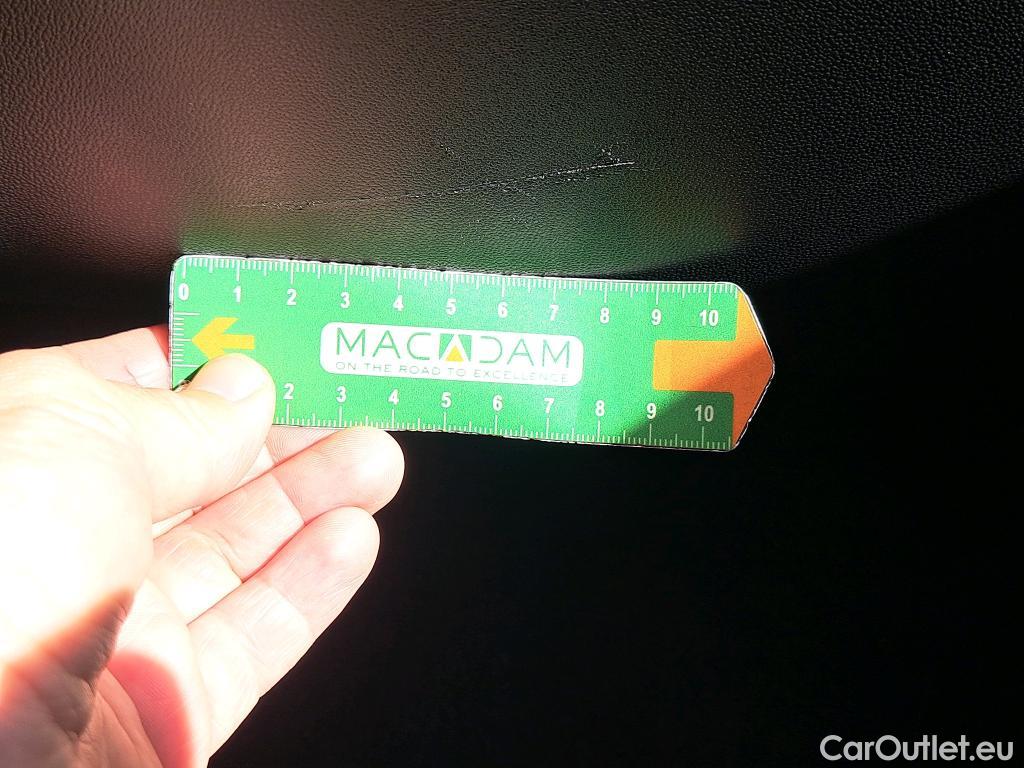 0 1 2 3 4 5 6 7 8 9 10
MACADAM
ON THE ROAD TO EXCELLENCE
2 3 4 5 6 7 8 9 10
CarOutlet.eu